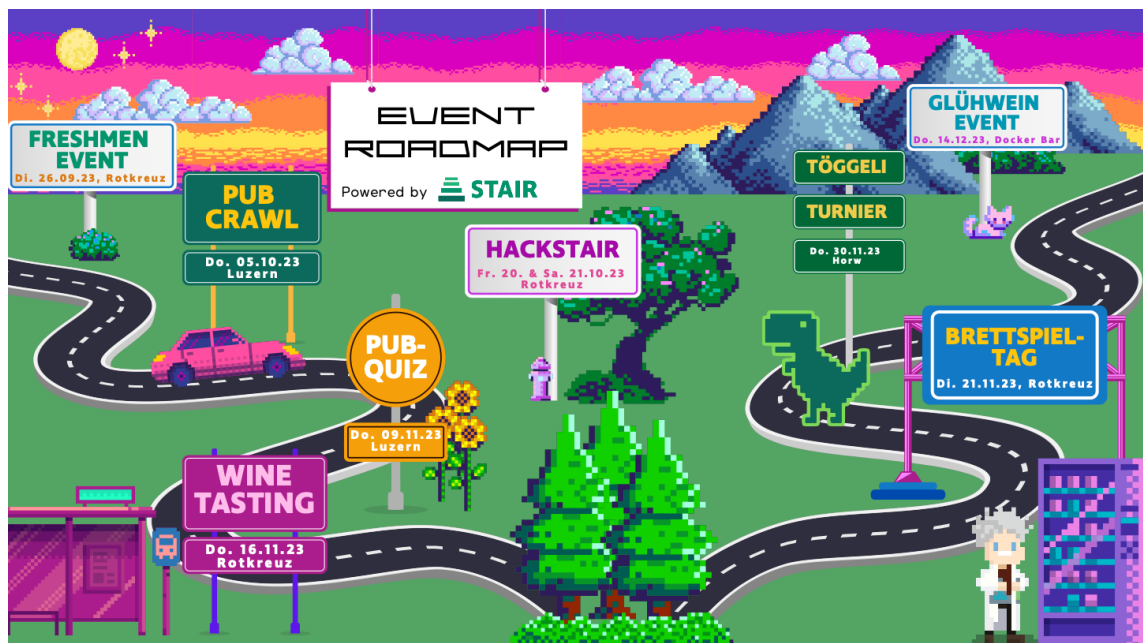 EVENT
ROADMAP
Powered by STAIR
FRESHMEN
EVENT
Di. 26.09.23, Rotkreuz
PUB
CRAWL
Do. 05.10.23
Luzern
HACKSTAIR
Fr. 20. & Sa. 21.10.23
Rotkreuz
PUB-
QUIZ
Do. 09.11.23
Luzern
WINE
TASTING
Do. 16.11.23
Rotkreuz
BRETTSPIEL-
TAG
Di. 21.11.23, Rotkreuz
TÖGGELI
TURNIER
Do. 30.11.23
Horw
GLÜHWEIN
EVENT
Do. 14.12.23, Docker Bar